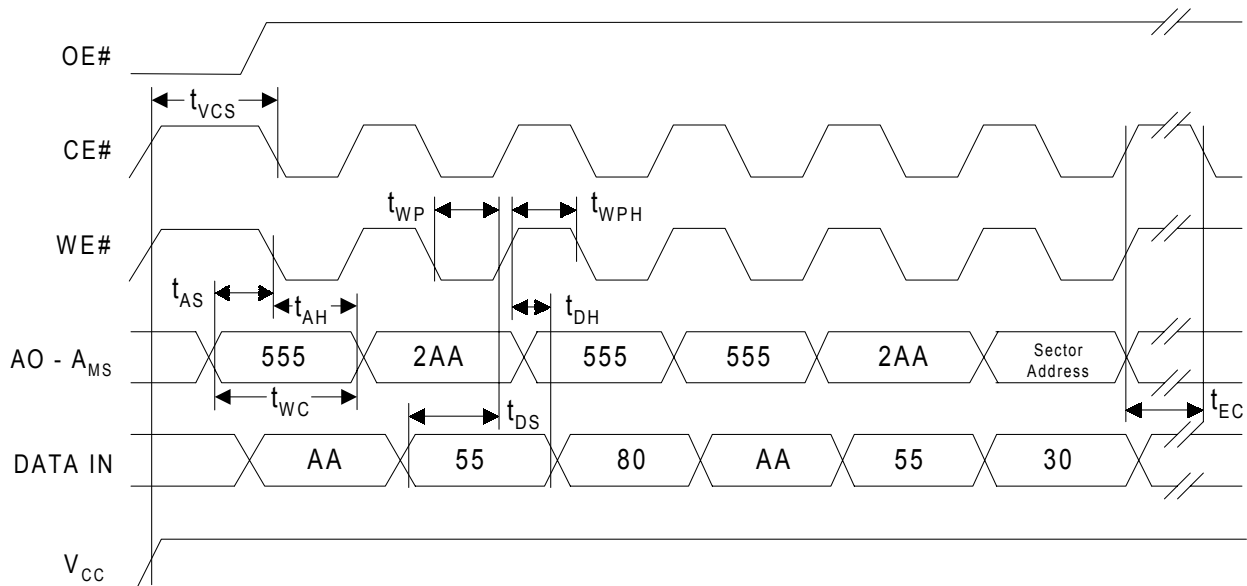 OE#
tVCS
CE#
tWP
tWPH
WE#
tAS
tAH
tDH
AO - AMS
555
2AA
555
555
2AA
Sector
Address
tWC
tDS
tEC
DATA IN
AA
55
80
AA
55
30
VCC